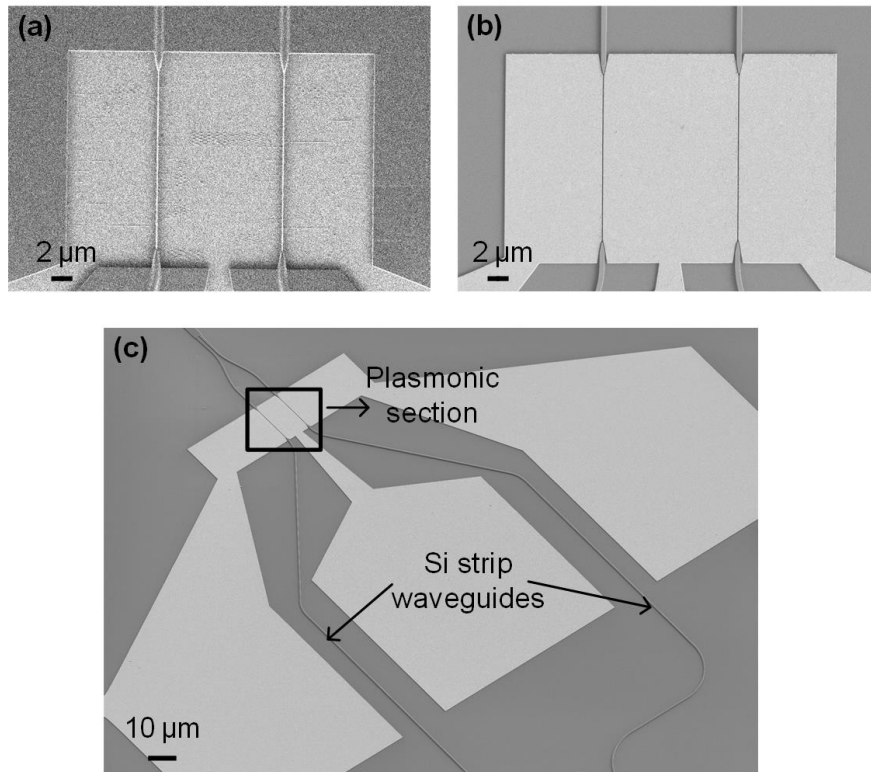 (a)
2 µm
(b)
2 µm
(c)
Plasmonic
section
Si strip
waveguides
10 µm